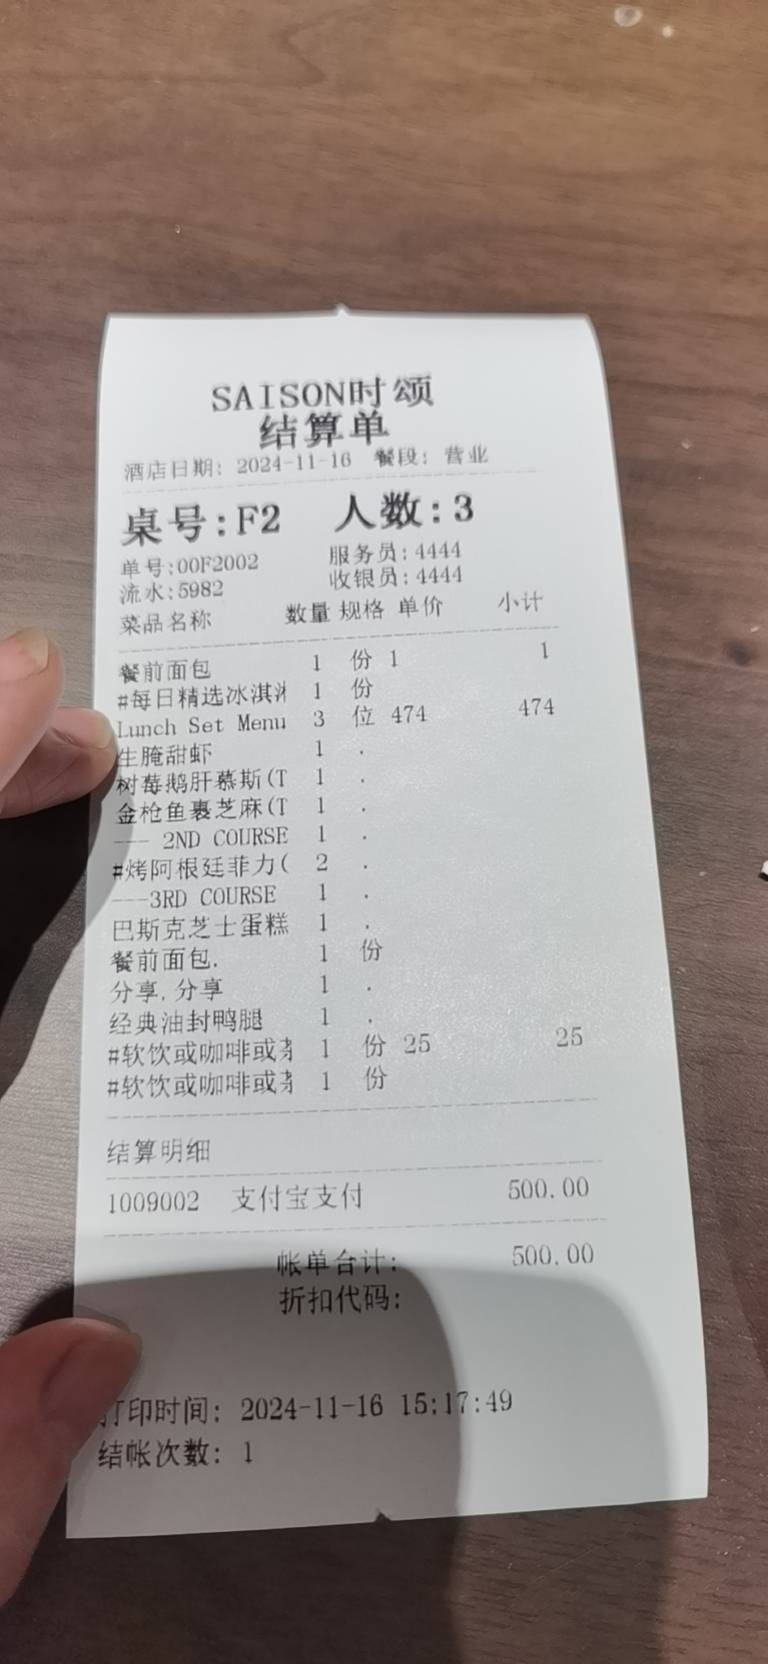 SAISON时颂
结算单
酒店日期: 2024-11-16 餐段: 营业
桌号:F2 人数:3
单号:00F2002 服务员:4444
流水:5982 收银员:4444
菜品名称 数量 规格 单价 小计
餐前面包 1 份 1 1
#每日精选冰淇 1 份
Lunch Set Menu 3 位 474 474
生腌甜虾 1 .
树莓鹅肝慕斯(T 1 .
金枪鱼裹芝麻(T 1 .
--- 2ND COURSE 1 .
#烤阿根廷菲力( 2 .
---3RD COURSE 1 .
巴斯克芝士蛋糕 1 .
餐前面包. 1 份
分享.分享 1 .
经典油封鸭腿 1 .
#软饮或咖啡或 1 份 25 25
#软饮或咖啡或 1 份
结算明细
1009002 支付宝支付 500.00
帐单合计: 500.00
折扣代码:
打印时间: 2024-11-16 15:17:49
结帐次数: 1